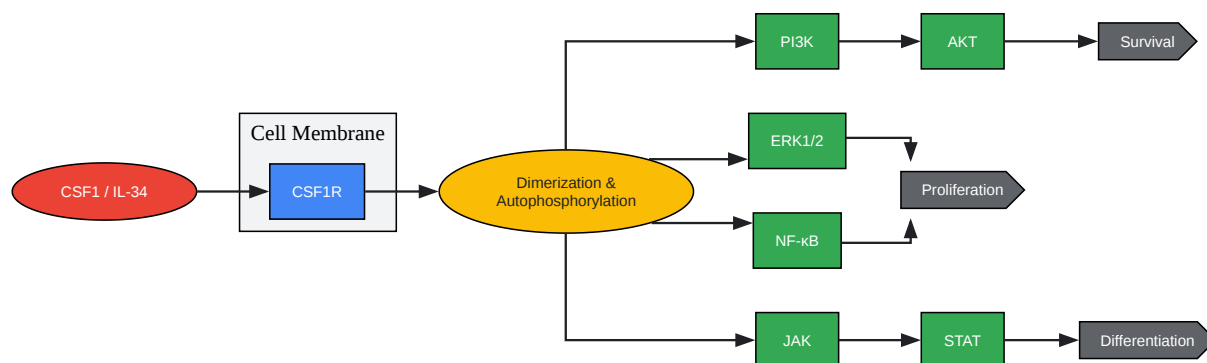 PI3K
AKT
Survival
Cell Membrane
ERK1/2
CSF1 / IL-34
CSF1R
Dimerization &
Autophosphorylation
Proliferation
NF-κB
JAK
STAT
Differentiation